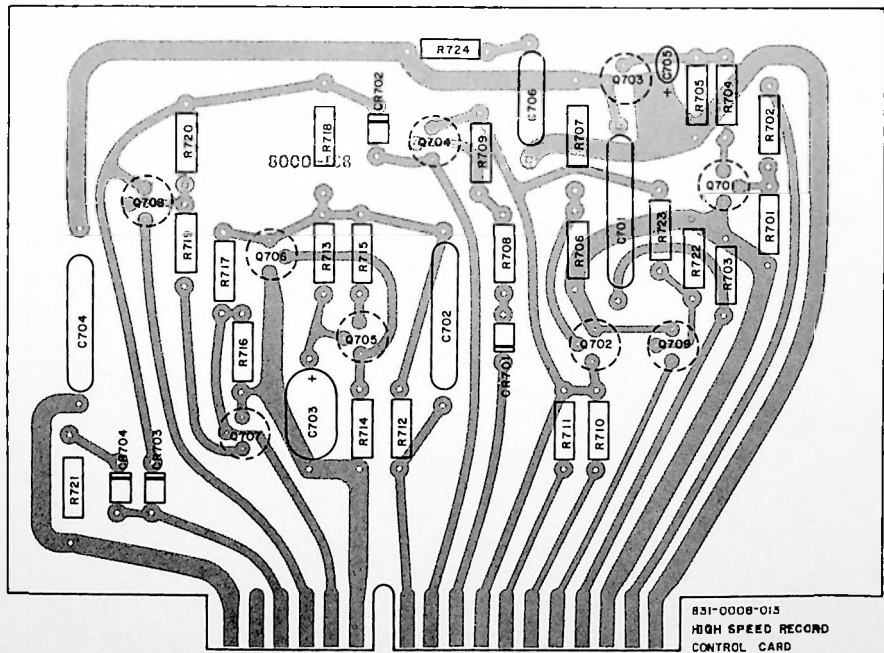 R724
C705
Q703
CR702
C706
R705
R704
R702
R720
R718
R709
R707
Q704
Q701
Q708
R719
R717
Q706
R713
R715
R708
R706
C701
R723
R722
R703
R701
C704
R716
Q705
C702
Q702
Q709
CR701
C703
R714
R712
R711
R710
Q707
CR704
CR703
R721
831-0008-013
HIGH SPEED RECORD
CONTROL CARD